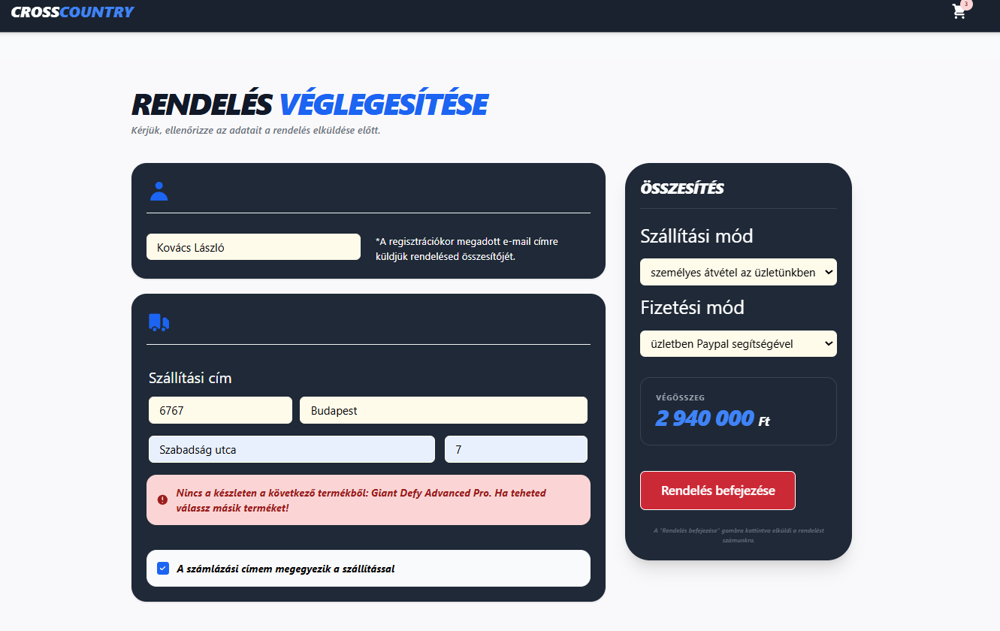 CROSSCOUNTRY
3
RENDELÉS VÉGLEGESÍTÉSE
Kérjük, ellenőrizze az adatait a rendelés elküldése előtt.
Kovács László
*A regisztrációkor megadott e-mail címre
küldjük rendelésed összesítőjét.
Szállítási cím
6767
Budapest
Szabadság utca
7
Nincs a készleten a következő termékből: Giant Defy Advanced Pro. Ha teheted
válassz másik terméket!
A számlázási címem megegyezik a szállítással
ÖSSZESÍTÉS
Szállítási mód
személyes átvétel az üzletünkben
Fizetési mód
üzletben Paypal segítségével
VÉGÖSSZEG
2 940 000 Ft
Rendelés befejezése
A "Rendelés befejezése" gombra kattintva elküldi a rendelést
számunkra.